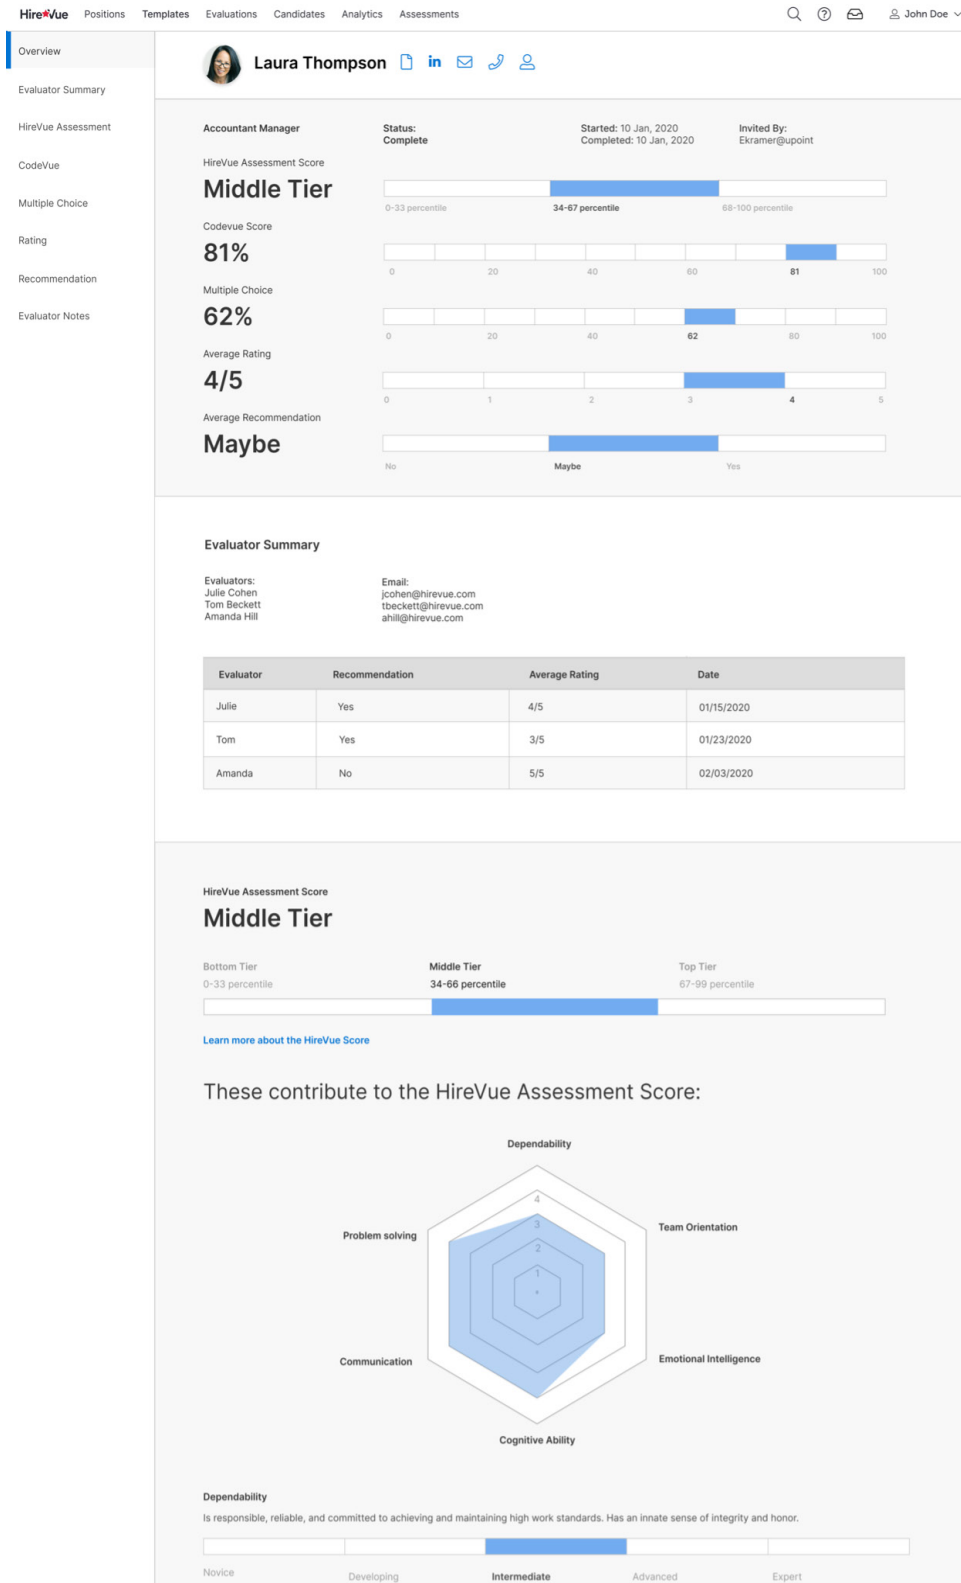 HireVue Positions Templates Evaluations Candidates Analytics Assessments John Doe
Overview
Evaluator Summary
HireVue Assessment
CodeVue
Multiple Choice
Rating
Recommendation
Evaluator Notes
Laura Thompson in
Accountant Manager Status: Started: 10 Jan, 2020 Invited By:
Complete Completed: 10 Jan, 2020 Ekramer@upoint
HireVue Assessment Score
Middle Tier
0-33 percentile 34-67 percentile 68-100 percentile
Codevue Score
81%
0 20 40 60 81 100
Multiple Choice
62%
0 20 40 62 80 100
Average Rating
4/5
0 1 2 3 4 5
Average Recommendation
Maybe
No Maybe Yes
Evaluator Summary
Evaluators: Email:
Julie Cohen jcohen@hirevue.com
Tom Beckett tbeckett@hirevue.com
Amanda Hill ahill@hirevue.com
Evaluator Recommendation Average Rating Date
Julie Yes 4/5 01/15/2020
Tom Yes 3/5 01/23/2020
Amanda No 5/5 02/03/2020
HireVue Assessment Score
Middle Tier
Bottom Tier Middle Tier Top Tier
0-33 percentile 34-66 percentile 67-99 percentile
Learn more about the HireVue Score
These contribute to the HireVue Assessment Score:
Dependability
4
Problem solving 3 Team Orientation
2
1
Communication Emotional Intelligence
Cognitive Ability
Dependability
Is responsible, reliable, and committed to achieving and maintaining high work standards. Has an innate sense of integrity and honor.
Novice Developing Intermediate Advanced Expert